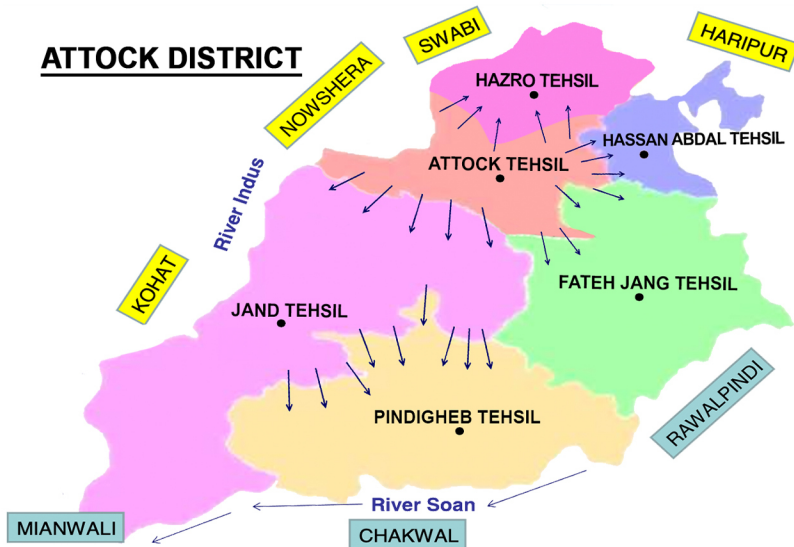 ATTOCK DISTRICT
SWABI
HARIPUR
NOWSHERA
HAZRO TEHSIL
HASSAN ABDAL TEHSIL
ATTOCK TEHSIL
River Indus
KOHAT
FATEH JANG TEHSIL
JAND TEHSIL
RAWALPINDI
PINDIGHEB TEHSIL
River Soan
MIANWALI
CHAKWAL